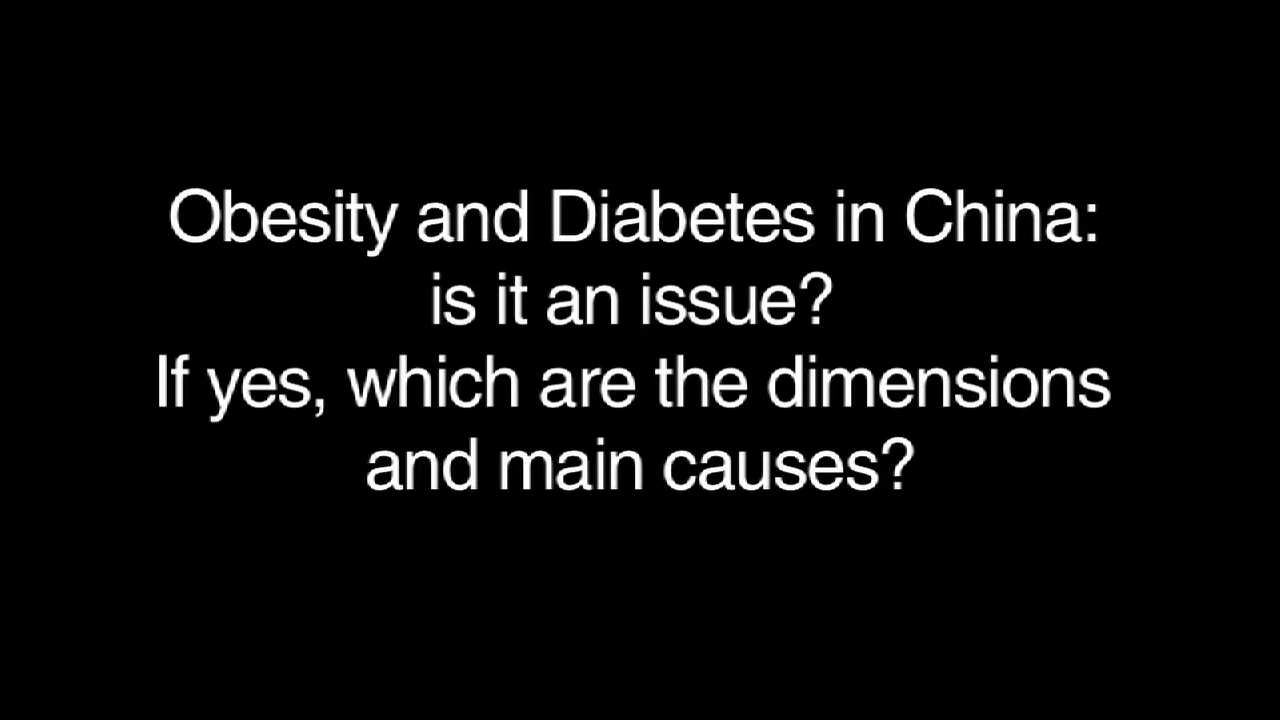 Obesity and Diabetes in China:
is it an issue?
If yes, which are the dimensions
and main causes?